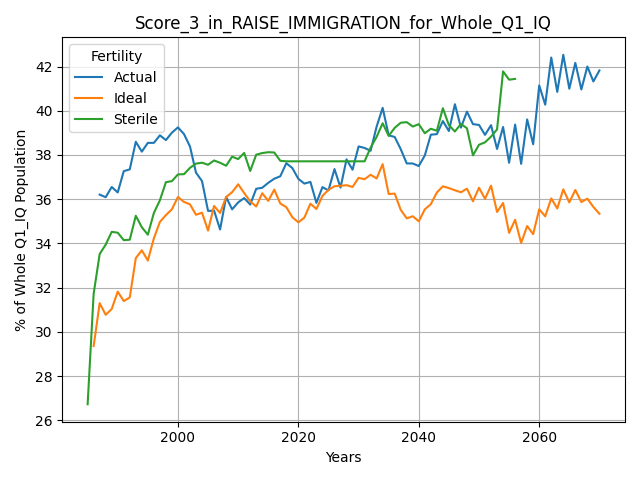 Score_3_in_RAISE_IMMIGRATION_for_Whole_Q1_IQ
Fertility
Actual
Ideal
Sterile
% of Whole Q1_IQ Population
42
40
38
36
34
32
30
28
26
2000
2020
2040
2060
Years